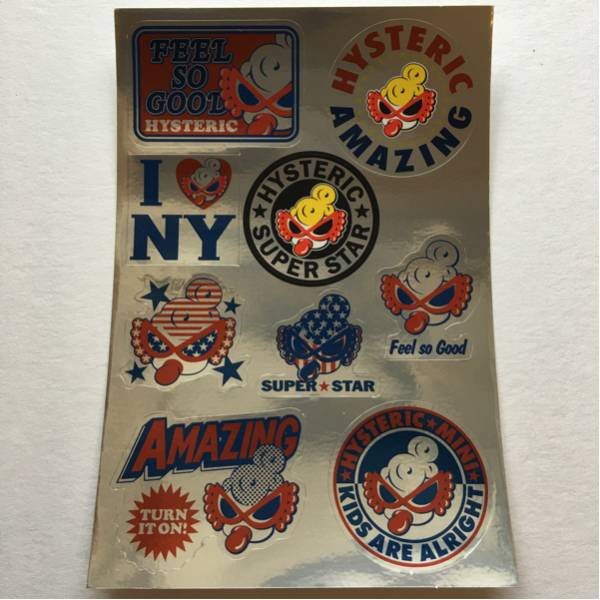 FEEL
SO
GOOD
HYSTERIC
HYSTERIC
AMAZING
I
NY
HYSTERIC
SUPER STAR
Feel so Good
SUPER★STAR
AMAZING
TURN
IT ON!
HYSTERIC★MINI
KIDS ARE ALRIGHT